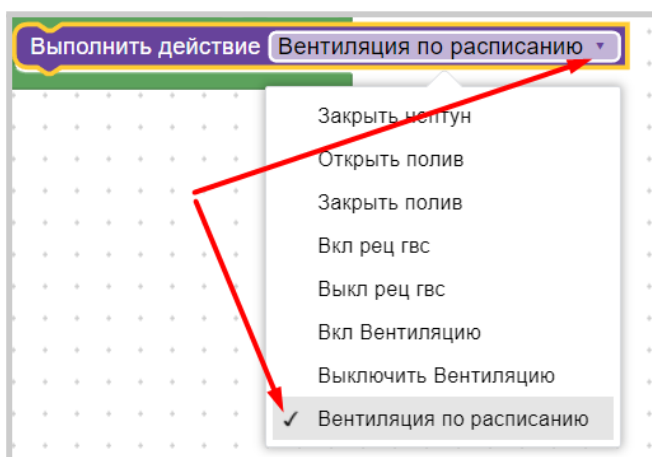 Выполнить действие Вентиляция по расписанию
Закрыть нептун
Открыть полив
Закрыть полив
Вкл рец гвс
Выкл рец гвс
Вкл Вентиляцию
Выключить Вентиляцию
Вентиляция по расписанию